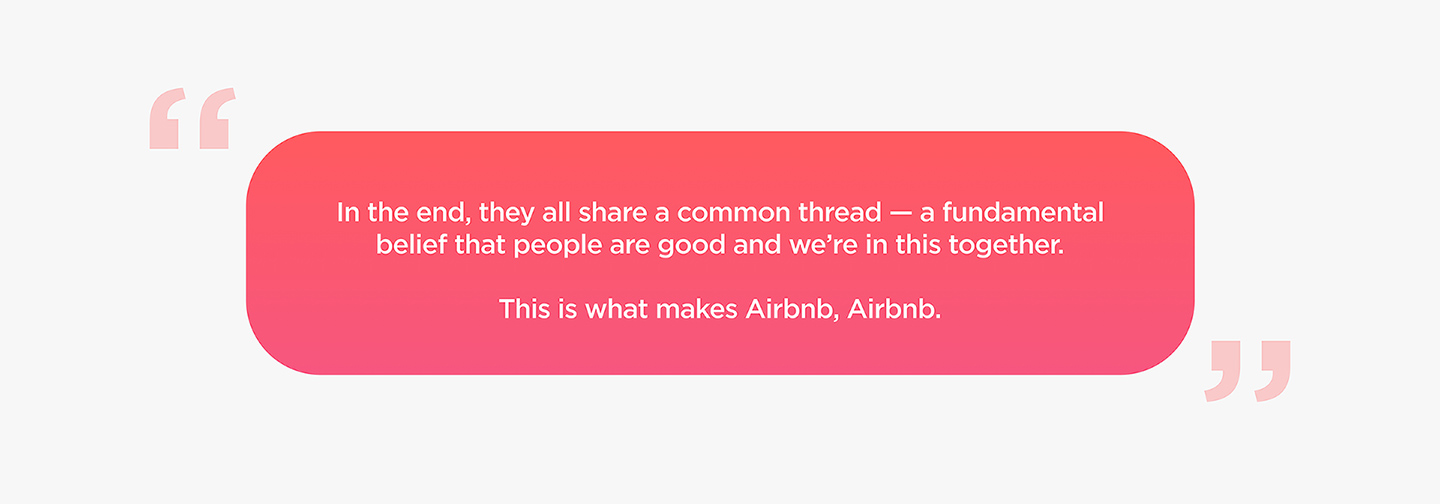 In the end, they all share a common thread — a fundamental
belief that people are good and we’re in this together.
This is what makes Airbnb, Airbnb.